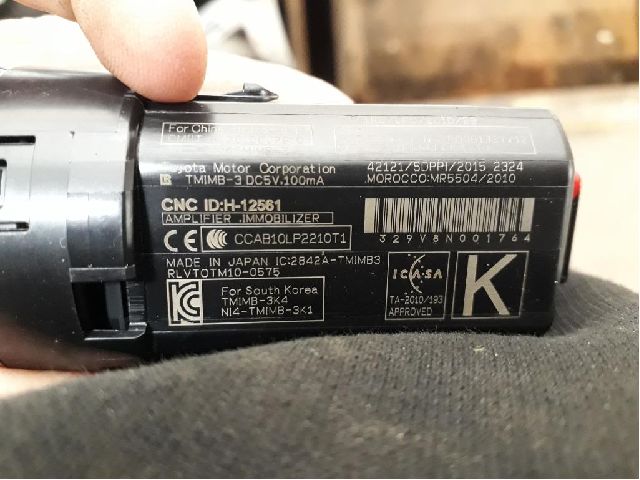 For China
Toyota Motor Corporation
TMIMB-3 DC5V.100mA
CNC ID:H-12561
AMPLIFIER .IMMOBILIZER
CE CCC CCAB10LP2210T1
MADE IN JAPAN IC:2842A-TMIMB3
RLVTOTM10-0575
KC For South Korea
TMIMB-3K4
NI4-TMIMB-3K1
42121/SDPPI/2015 2324
.MOROCCO:MR5504/2010
329V8N001764
ICASA
TA-2010/193
APPROVED
K